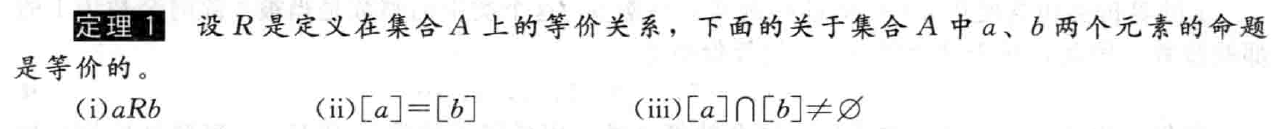 定理 1 设 R 是定义在集合 A 上的等价关系，下面的关于集合 A 中 a、b 两个元素的命题
是等价的。
(i)aRb (ii)[a]=[b] (iii)[a]∩[b]≠∅